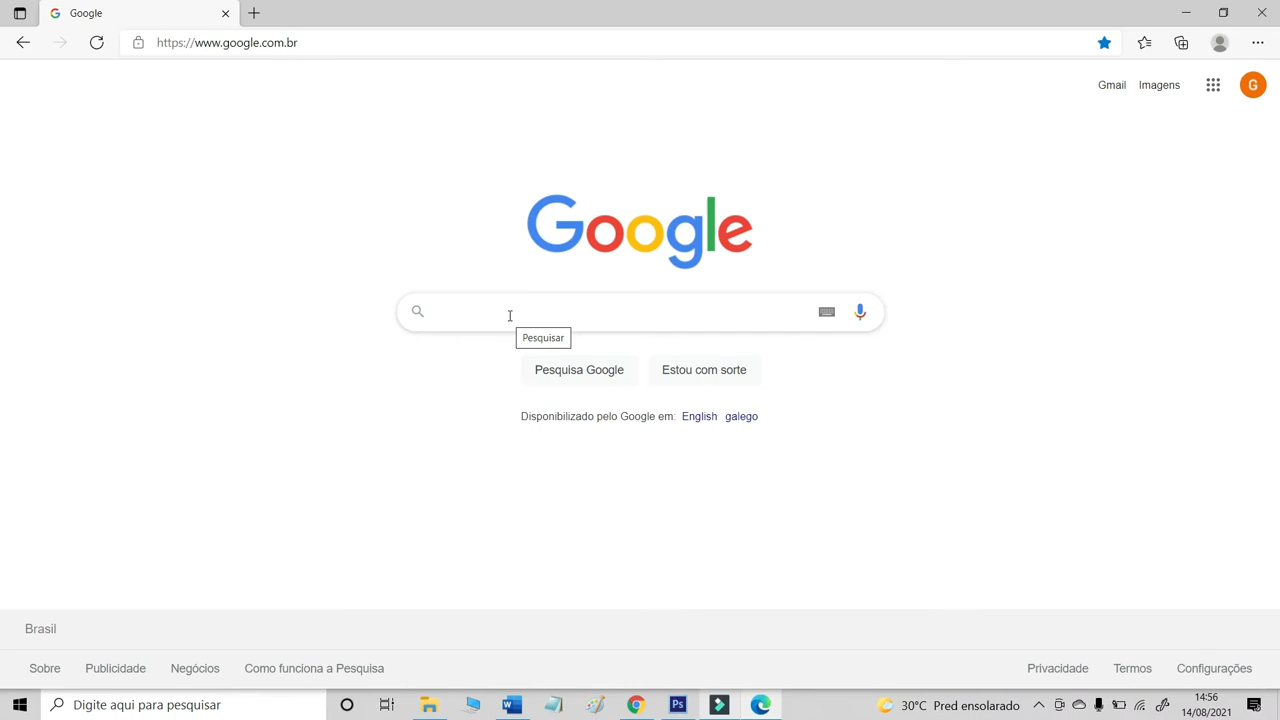 Google
https://www.google.com.br
Gmail Imagens G
Google
Pesquisar
Pesquisa Google Estou com sorte
Disponibilizado pelo Google em: English galego
Brasil
Sobre Publicidade Negócios Como funciona a Pesquisa Privacidade Termos Configurações
Digite aqui para pesquisar W Ps 30°C Pred ensolarado 14:56
14/08/2021